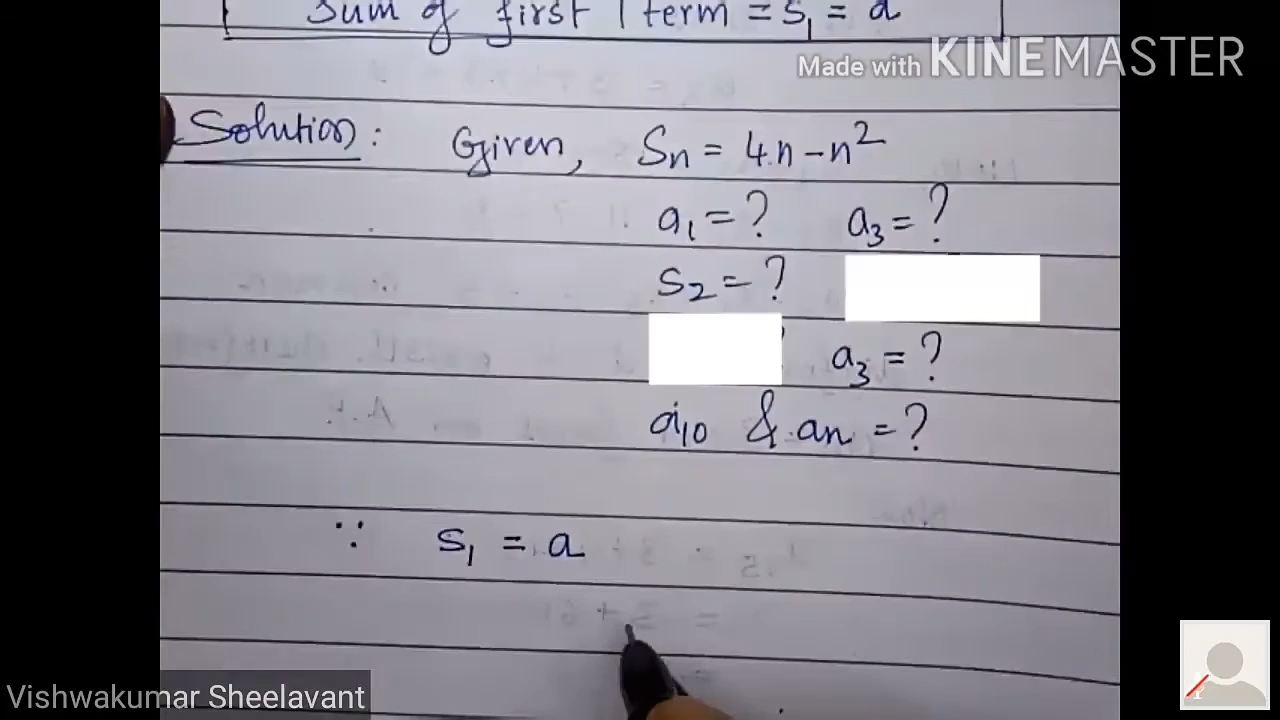 Sum of first 1 term = S₁ = a
Made with KINEMASTER
Solution: Given, Sn = 4n - n²
a₁ = ? a₃ = ?
S₂ = ?
a₃ = ?
a₁₀ & an = ?
∵ S₁ = a
Vishwakumar Sheelavant